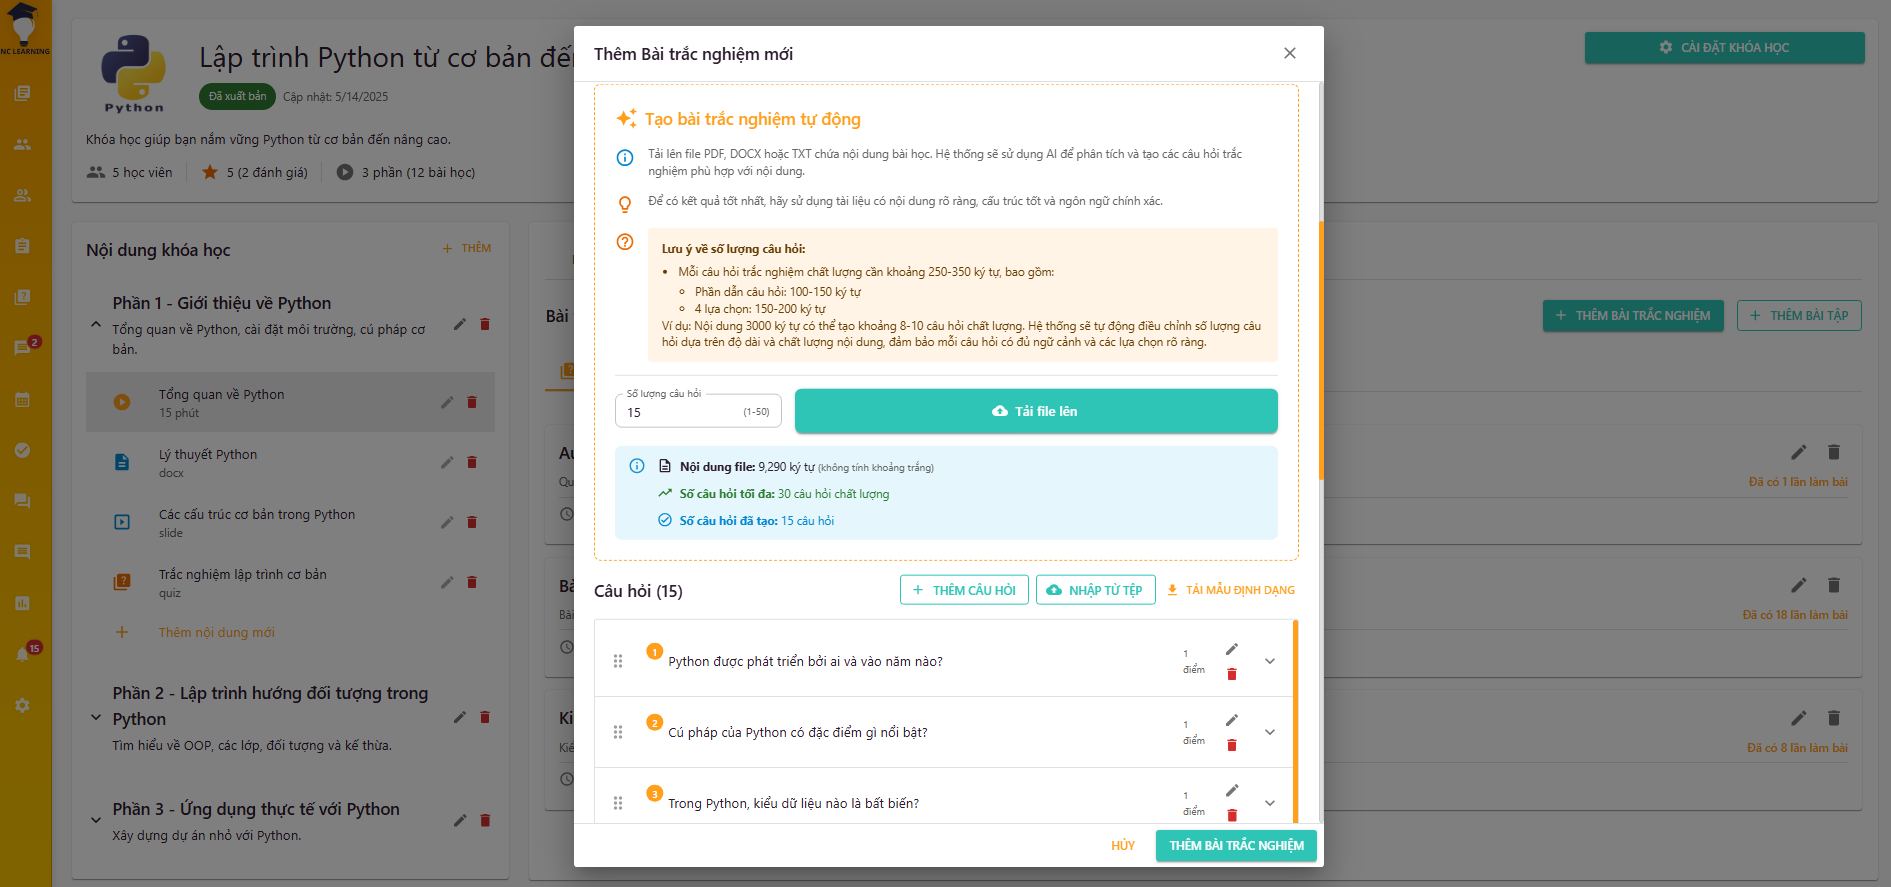 NC LEARNING
2
15
Python
Lập trình Python từ cơ bản đến
Đã xuất bản
Cập nhật: 5/14/2025
Khóa học giúp bạn nắm vững Python từ cơ bản đến nâng cao.
5 học viên
5 (2 đánh giá)
3 phần (12 bài học)
CÀI ĐẶT KHÓA HỌC
Nội dung khóa học
THÊM
Phần 1 - Giới thiệu về Python
Tổng quan về Python, cài đặt môi trường, cú pháp cơ
bản.
Tổng quan về Python
15 phút
Lý thuyết Python
docx
Các cấu trúc cơ bản trong Python
slide
Trắc nghiệm lập trình cơ bản
quiz
Thêm nội dung mới
Phần 2 - Lập trình hướng đối tượng trong
Python
Tìm hiểu về OOP, các lớp, đối tượng và kế thừa.
Phần 3 - Ứng dụng thực tế với Python
Xây dựng dự án nhỏ với Python.
Bài
THÊM BÀI TRẮC NGHIỆM
THÊM BÀI TẬP
Đã có 1 lần làm bài
Bài
Đã có 18 lần làm bài
Đã có 8 lần làm bài
Thêm Bài trắc nghiệm mới
Tạo bài trắc nghiệm tự động
Tải lên file PDF, DOCX hoặc TXT chứa nội dung bài học. Hệ thống sẽ sử dụng AI để phân tích và tạo các câu hỏi trắc
nghiệm phù hợp với nội dung.
Để có kết quả tốt nhất, hãy sử dụng tài liệu có nội dung rõ ràng, cấu trúc tốt và ngôn ngữ chính xác.
Lưu ý về số lượng câu hỏi:
Mỗi câu hỏi trắc nghiệm chất lượng cần khoảng 250-350 ký tự, bao gồm:
Phần dẫn câu hỏi: 100-150 ký tự
4 lựa chọn: 150-200 ký tự
Ví dụ: Nội dung 3000 ký tự có thể tạo khoảng 8-10 câu hỏi chất lượng. Hệ thống sẽ tự động điều chỉnh số lượng câu
hỏi dựa trên độ dài và chất lượng nội dung, đảm bảo mỗi câu hỏi có đủ ngữ cảnh và các lựa chọn rõ ràng.
Số lượng câu hỏi
15
(1-50)
Tải file lên
Nội dung file: 9,290 ký tự (không tính khoảng trắng)
Số câu hỏi tối đa: 30 câu hỏi chất lượng
Số câu hỏi đã tạo: 15 câu hỏi
Câu hỏi (15)
THÊM CÂU HỎI
NHẬP TỪ TỆP
TẢI MẪU ĐỊNH DẠNG
1
Python được phát triển bởi ai và vào năm nào?
1
điểm
2
Cú pháp của Python có đặc điểm gì nổi bật?
1
điểm
3
Trong Python, kiểu dữ liệu nào là bất biến?
1
điểm
HỦY
THÊM BÀI TRẮC NGHIỆM